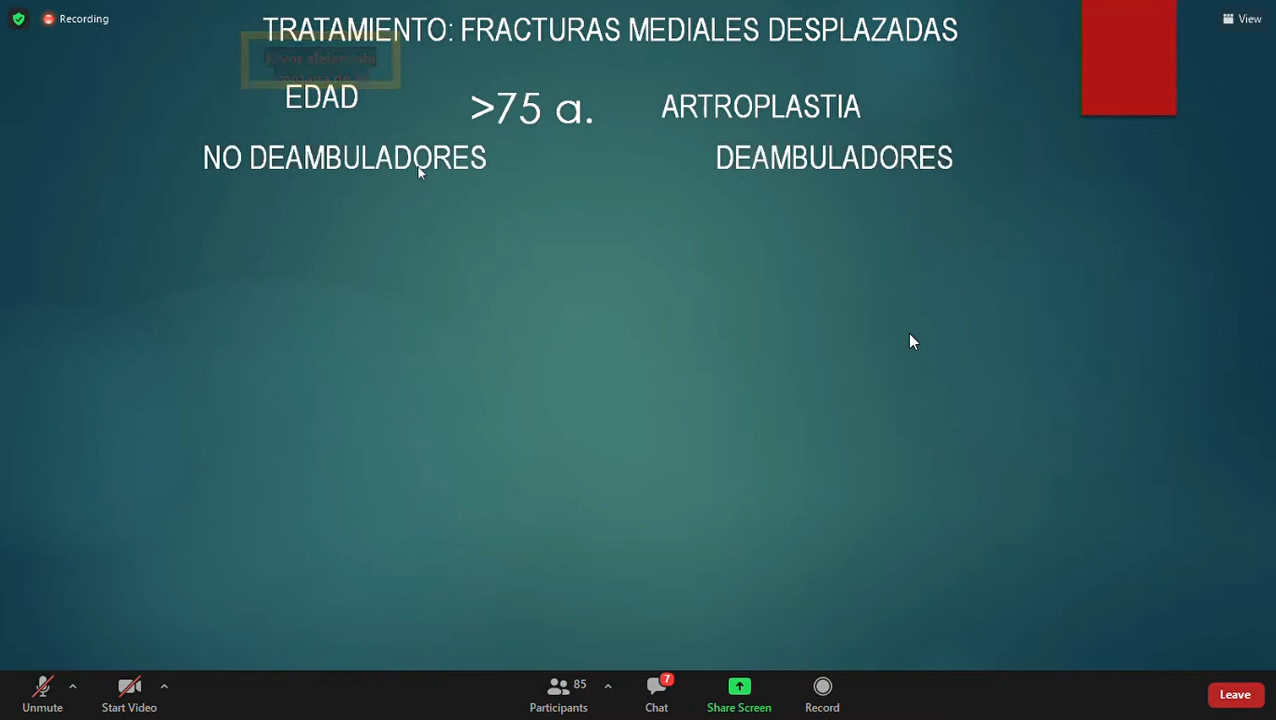 Recording
View
TRATAMIENTO: FRACTURAS MEDIALES DESPLAZADAS
EDAD
>75 a.
ARTROPLASTIA
NO DEAMBULADORES
DEAMBULADORES
85
7
Unmute
Start Video
Participants
Chat
Share Screen
Record
Leave